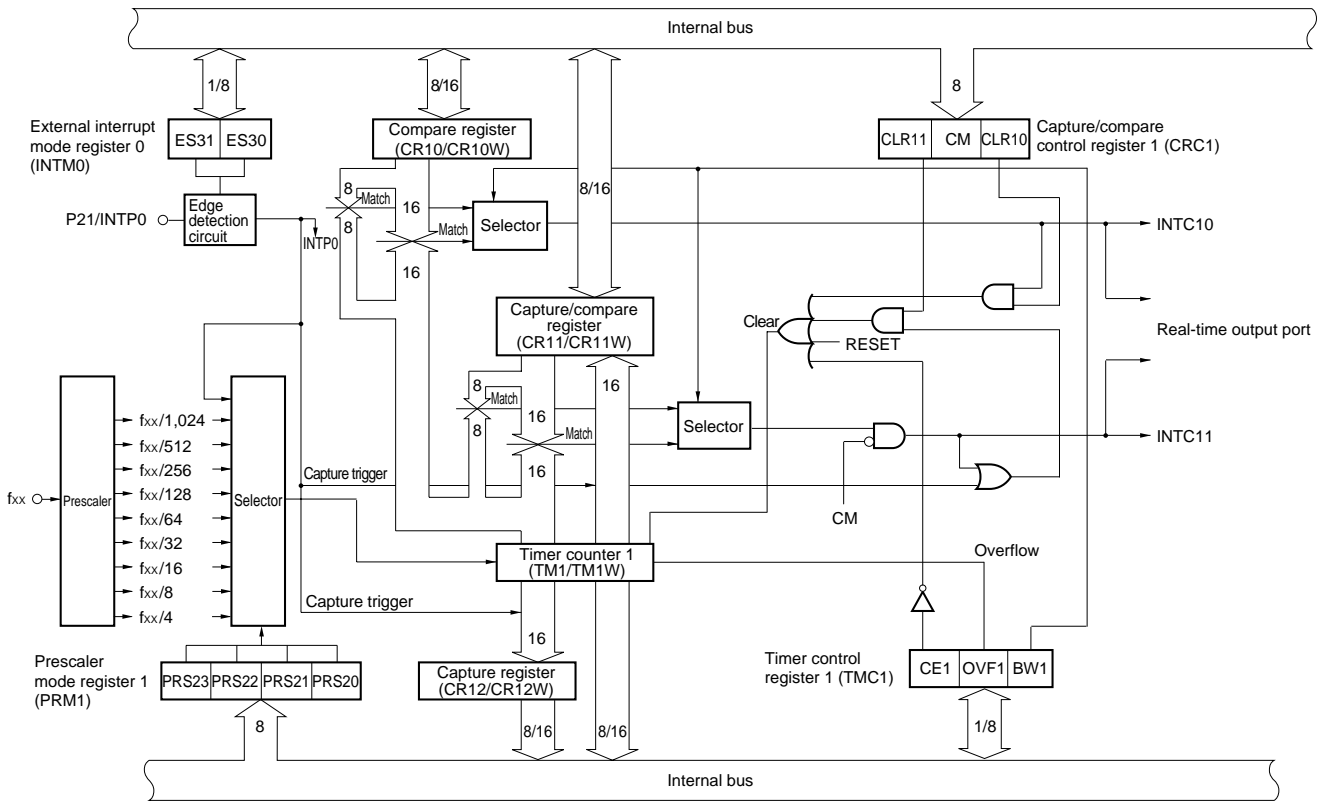 Internal bus
1/8
8/16
8
External interrupt
mode register 0
(INTM0)
ES31
ES30
Compare register
(CR10/CR10W)
8/16
CLR11
CM
CLR10
Capture/compare
control register 1 (CRC1)
P21/INTP0
Edge
detection
circuit
INTP0
8
Match
8
16
Match
16
Selector
INTC10
Capture/compare
register
(CR11/CR11W)
Clear
RESET
Real-time output port
8
Match
8
16
Match
16
16
Selector
INTC11
CM
fxx
Prescaler
fxx/1,024
fxx/512
fxx/256
fxx/128
fxx/64
fxx/32
fxx/16
fxx/8
fxx/4
Selector
Capture trigger
Timer counter 1
(TM1/TM1W)
Overflow
Capture trigger
16
Prescaler
mode register 1
(PRM1)
PRS23
PRS22
PRS21
PRS20
Capture register
(CR12/CR12W)
Timer control
register 1 (TMC1)
CE1
OVF1
BW1
8
8/16
8/16
1/8
Internal bus